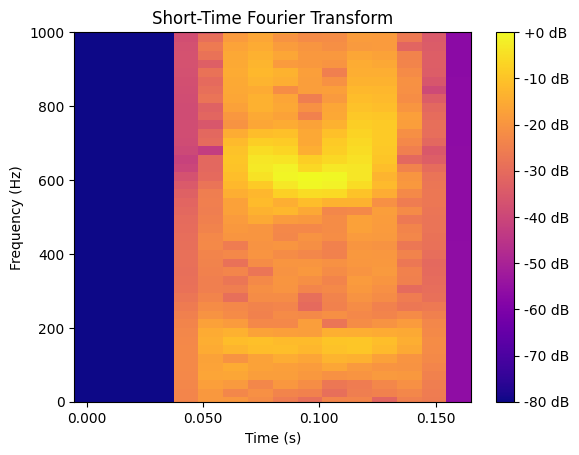 Short-Time Fourier Transform
Frequency (Hz)
1000
800
600
400
200
0
0.000
0.050
0.100
0.150
Time (s)
+0 dB
-10 dB
-20 dB
-30 dB
-40 dB
-50 dB
-60 dB
-70 dB
-80 dB